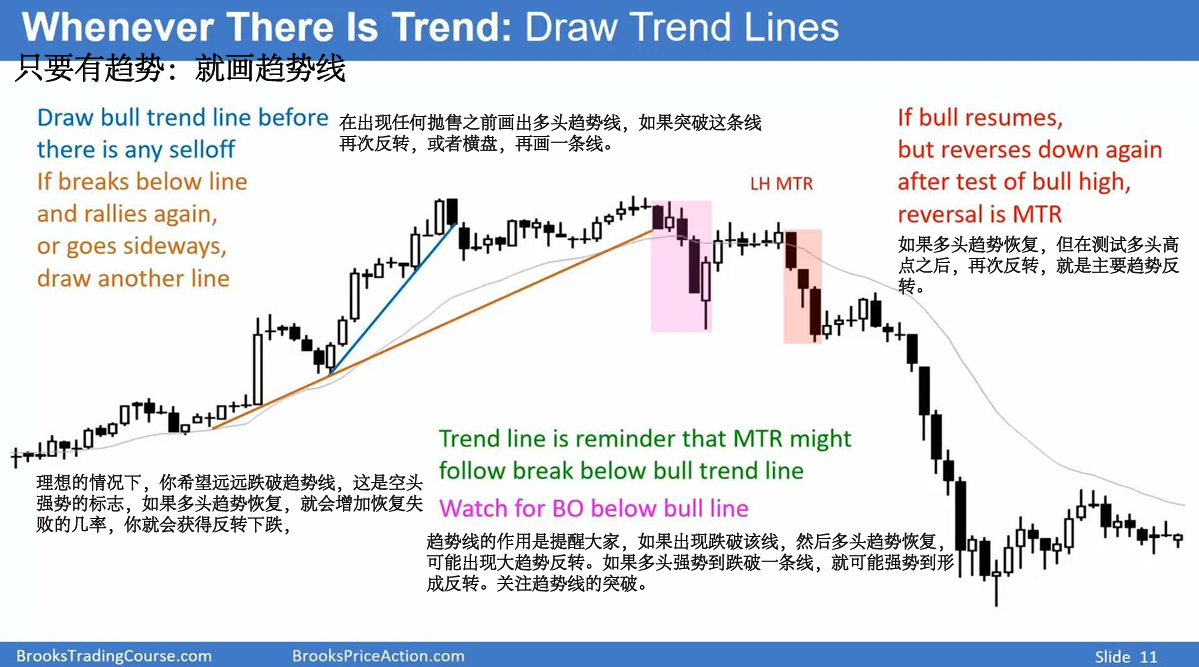 Whenever There Is Trend: Draw Trend Lines
只要有趋势：就画趋势线
Draw bull trend line before
there is any selloff
If breaks below line
and rallies again,
or goes sideways,
draw another line
在出现任何抛售之前画出多头趋势线，如果突破这条线
再次反转，或者横盘，再画一条线。
LH MTR
If bull resumes,
but reverses down again
after test of bull high,
reversal is MTR
如果多头趋势恢复，但在测试多头高
点之后，再次反转，就是主要趋势反
转。
理想的情况下，你希望远远跌破趋势线，这是空头
强势的标志，如果多头趋势恢复，就会增加恢复失
败的几率，你就会获得反转下跌，
Trend line is reminder that MTR might
follow break below bull trend line
Watch for BO below bull line
趋势线的作用是提醒大家，如果出现跌破该线，然后多头趋势恢复，
可能出现大趋势反转。如果多头强势到跌破一条线，就可能强势到形
成反转。关注趋势线的突破。
BrooksTradingCourse.com
BrooksPriceAction.com
Slide 11